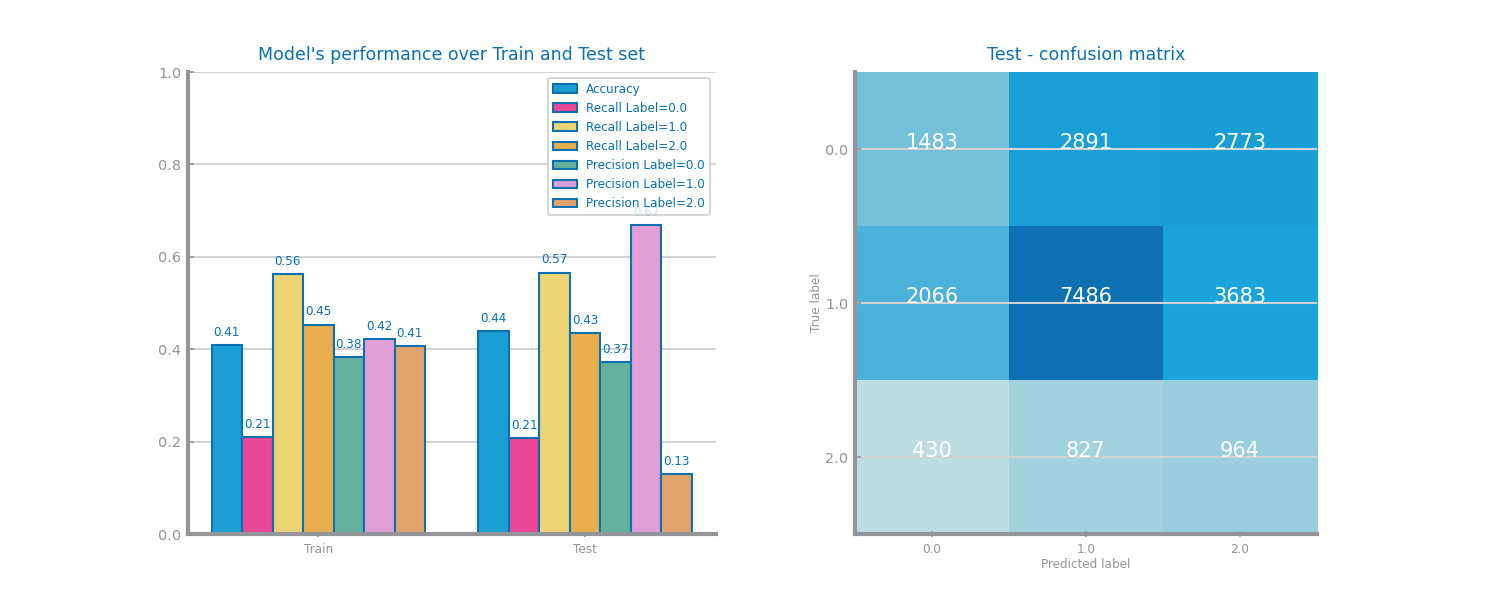 Model's performance over Train and Test set
1.0
0.8
0.6
0.4
0.2
0.0
Accuracy
Recall Label=0.0
Recall Label=1.0
Recall Label=2.0
Precision Label=0.0
Precision Label=1.0
Precision Label=2.0
0.41
0.21
0.56
0.45
0.38
0.42
0.41
0.44
0.21
0.57
0.43
0.37
0.67
0.13
Train
Test
Test - confusion matrix
True label
0.0
1.0
2.0
1483 2891 2773
2066 7486 3683
430 827 964
0.0 1.0 2.0
Predicted label